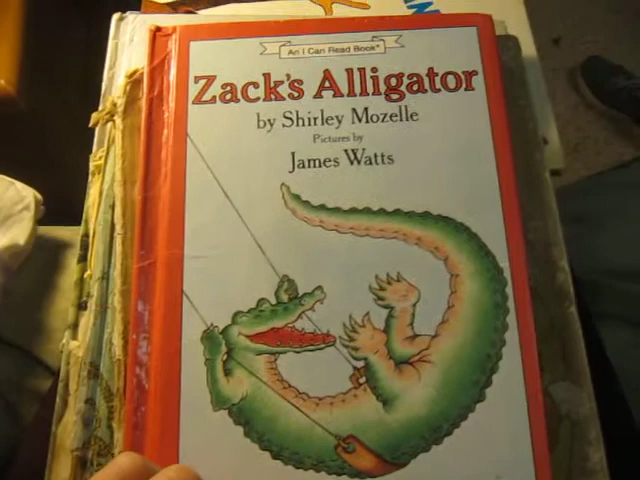 An I Can Read Book®
Zack's Alligator
by Shirley Mozelle
Pictures by
James Watts